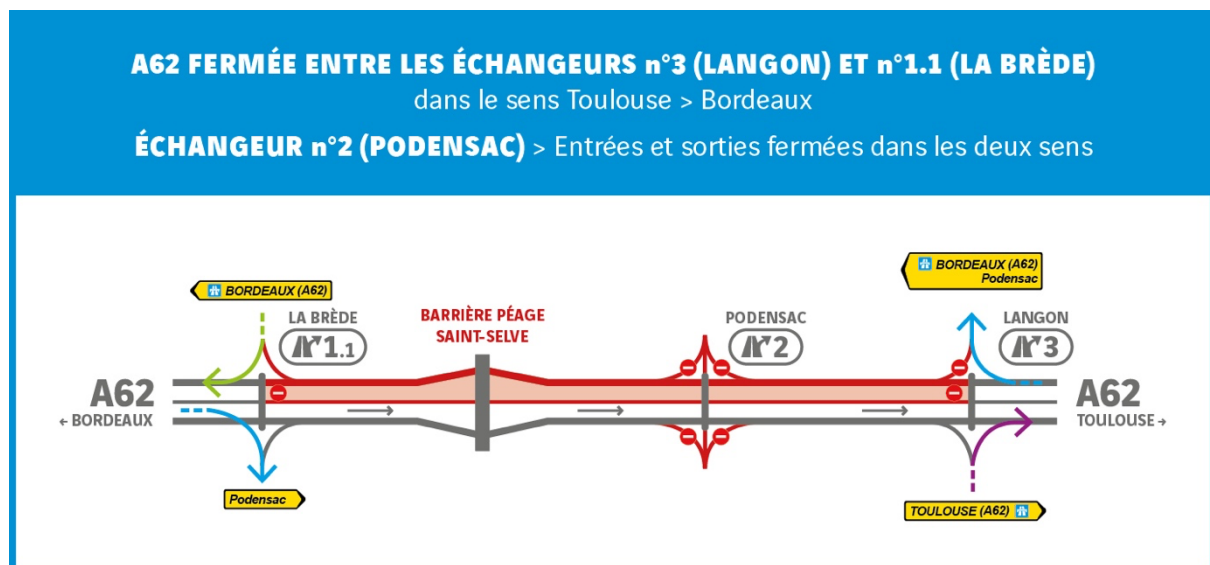 A62 FERMÉE ENTRE LES ÉCHANGEURS n°3 (LANGON) ET n°1.1 (LA BRÈDE)
dans le sens Toulouse > Bordeaux
ÉCHANGEUR n°2 (PODENSAC) > Entrées et sorties fermées dans les deux sens
BORDEAUX (A62)
Podensac
BORDEAUX (A62)
LA BRÈDE
1.1
BARRIÈRE PÉAGE
SAINT-SELVE
PODENSAC
2
LANGON
3
A62
← BORDEAUX
A62
TOULOUSE →
Podensac
TOULOUSE (A62)